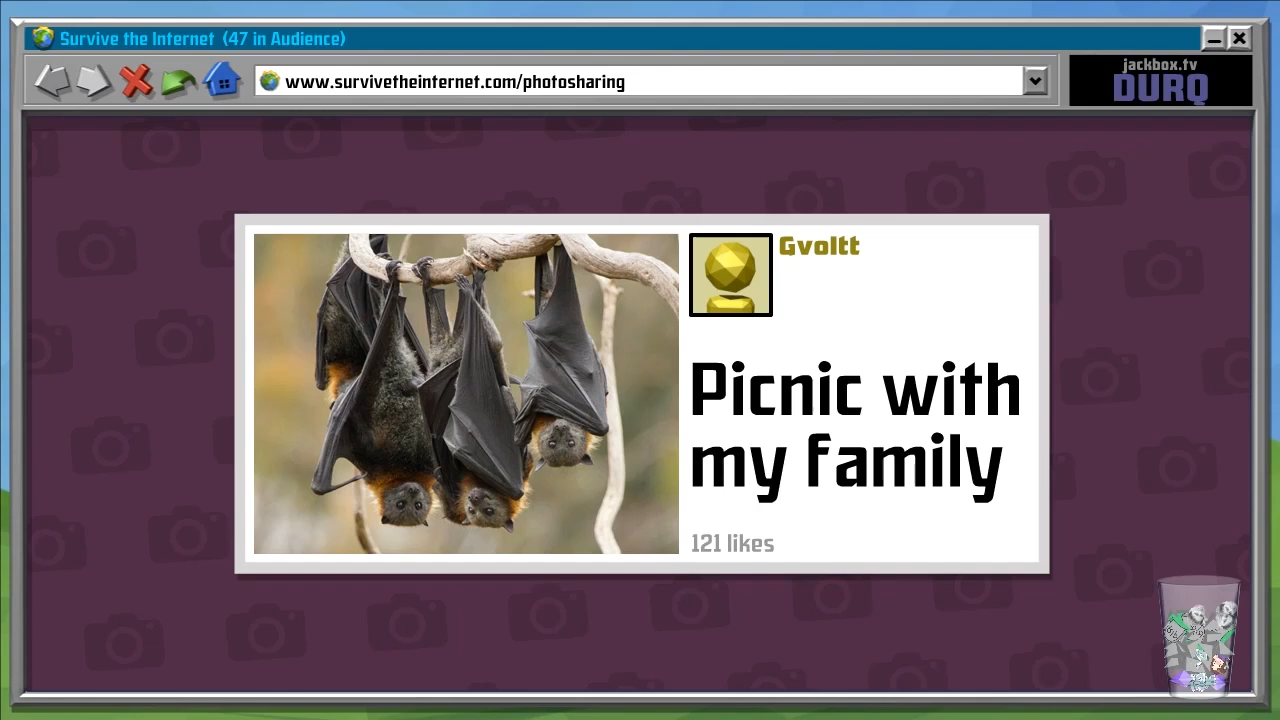 Survive the Internet (47 in Audience)
www.survivetheinternet.com/photosharing
jackbox.tv
DURQ
Gvoltt
Picnic with
my family
121 likes